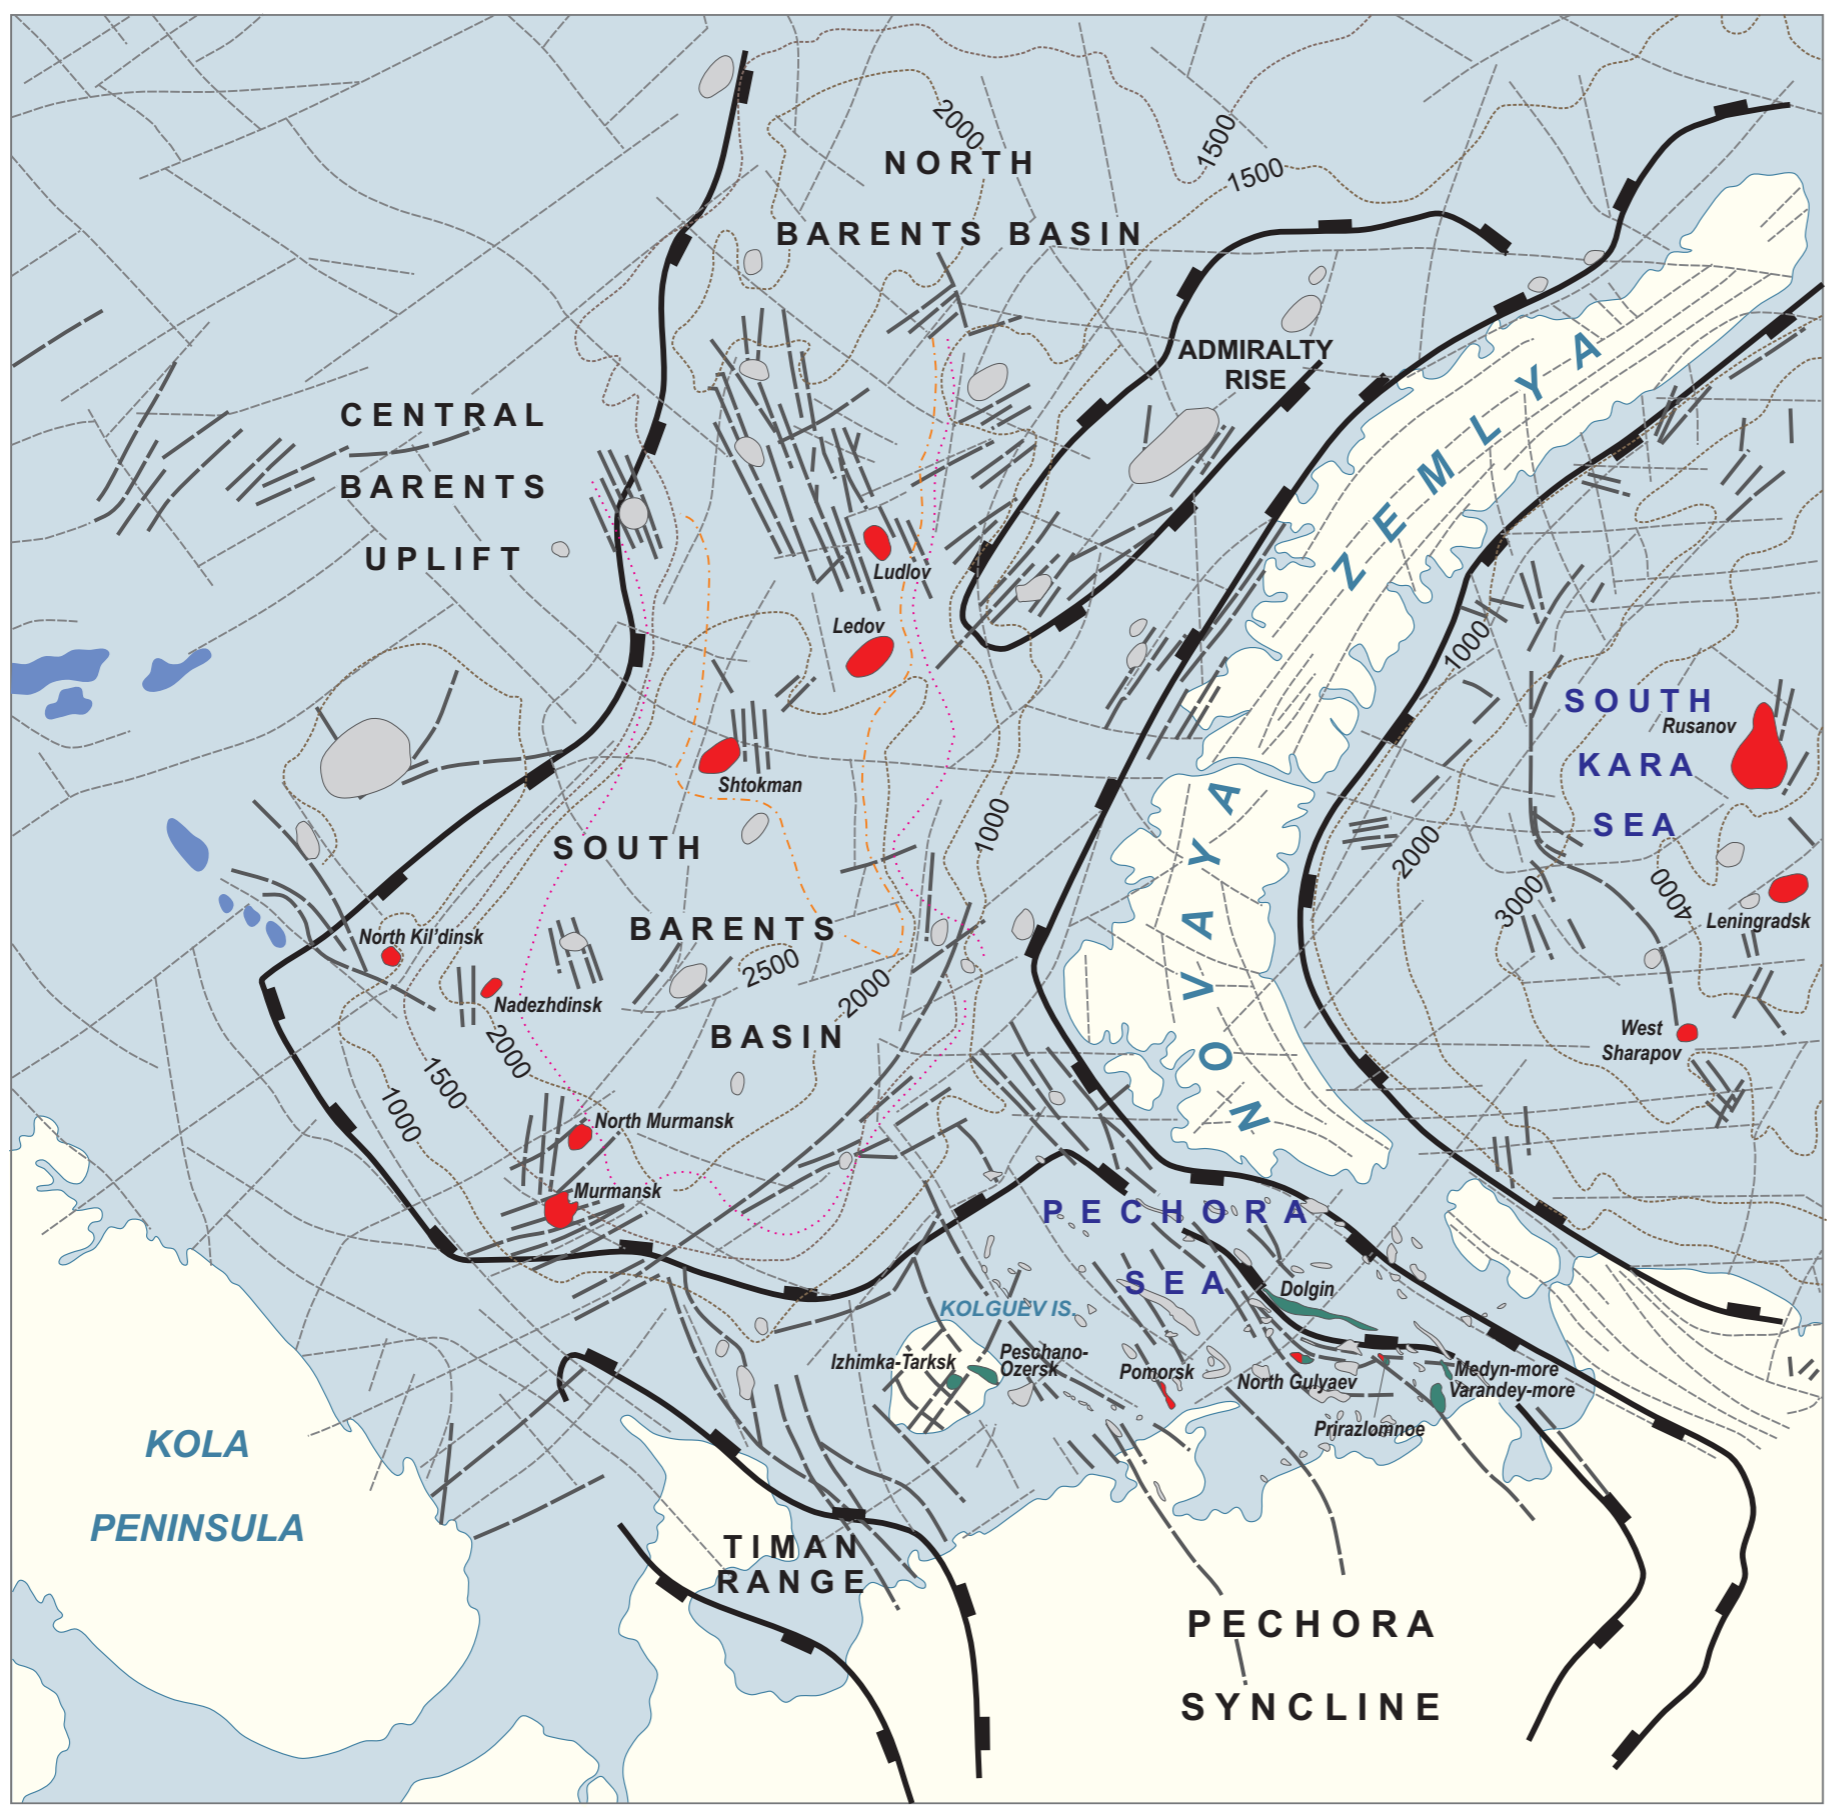 2000
1500
1500
NORTH
BARENTS BASIN
ADMIRALTY
RISE
CENTRAL
BARENTS
UPLIFT
NOVAYA ZEMLYA
Ludlov
Ledov
1000
SOUTH
KARA
SEA
Rusanov
Shtokman
1000
2000
3000
4000
Leningradsk
SOUTH
BARENTS
BASIN
2500
2000
North Kil'dinsk
Nadezhdinsk
2000
1500
1000
West
Sharapov
North Murmansk
Murmansk
PECHORA
SEA
Dolgin
KOLGUEV IS.
Izhimka-Tarksk
Peschano-
Ozersk
Pomorsk
North Gulyaev
Medyn-more
Varandey-more
Prirazlomnoe
KOLA
PENINSULA
TIMAN
RANGE
PECHORA
SYNCLINE